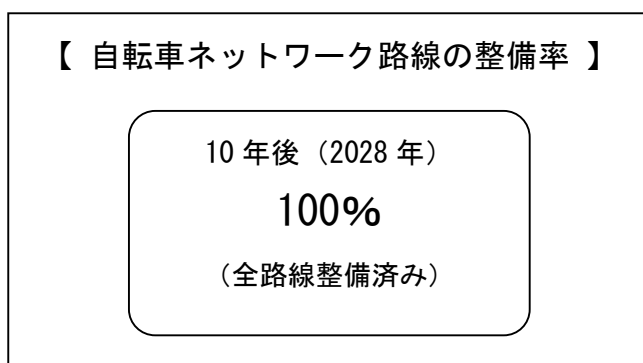 【 自転車ネットワーク路線の整備率 】
10 年後（2028 年）
100％
（全路線整備済み）